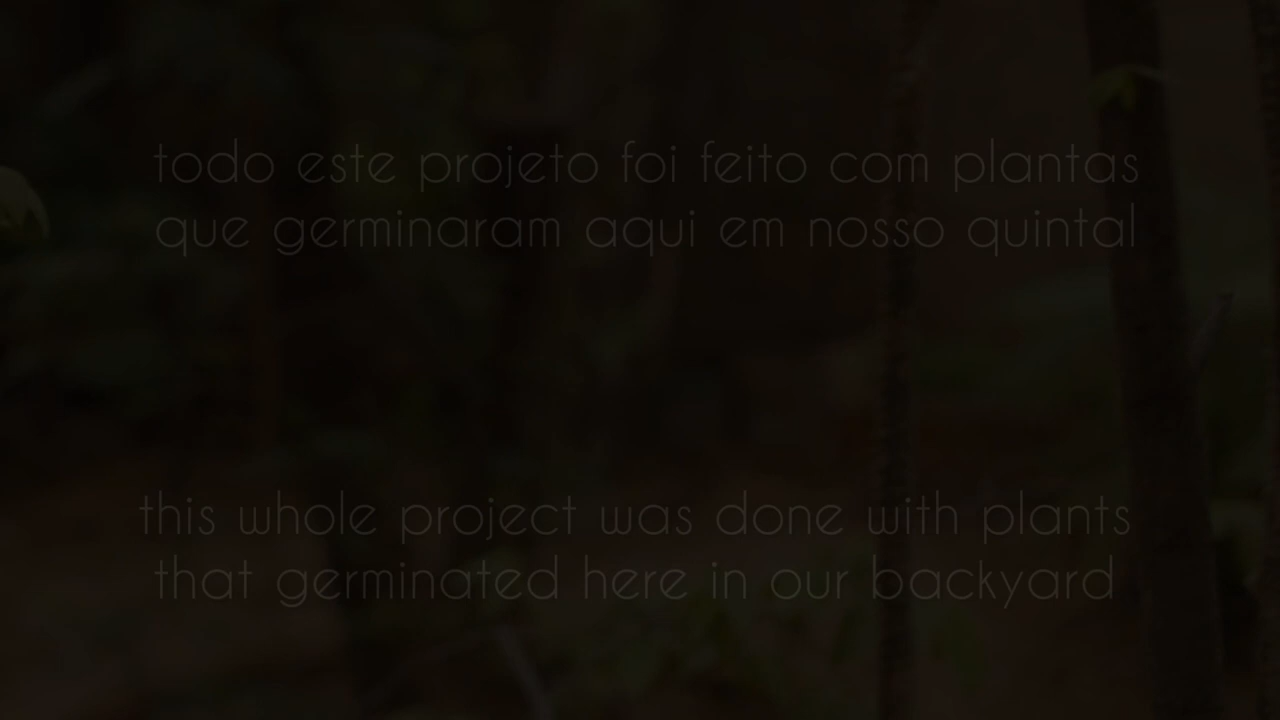 todo este projeto foi feito com plantas
que germinaram aqui em nosso quintal
this whole project was done with plants
that germinated here in our backyard